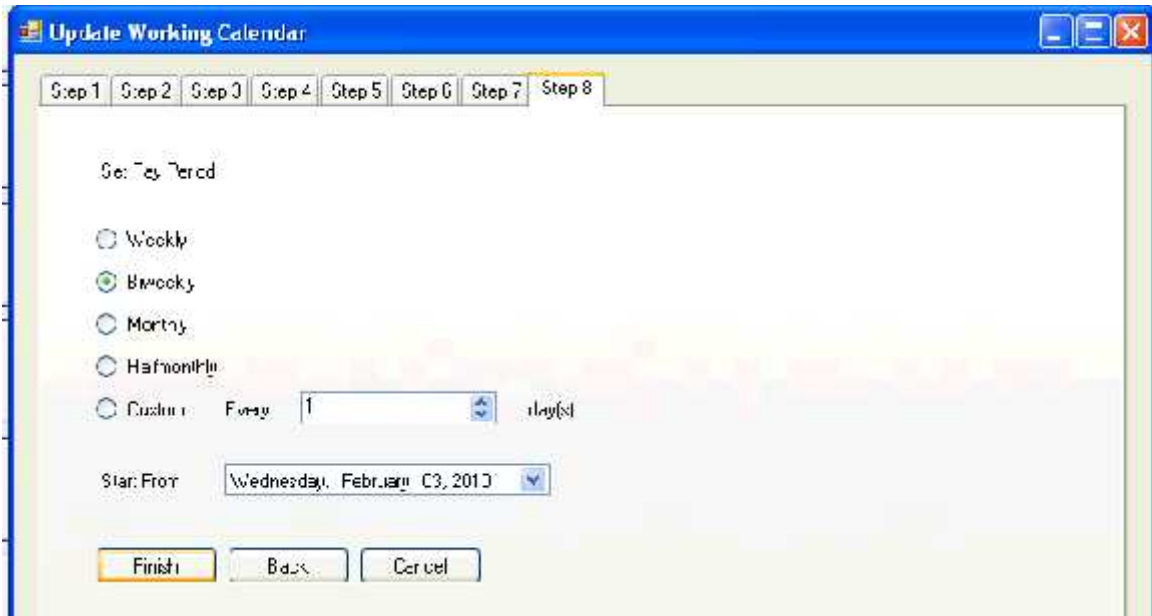 Update Working Calendar
Step 1 Step 2 Step 3 Step 4 Step 5 Step 6 Step 7 Step 8
Set Pay Period
Weekly
Biweekly
Monthly
Halfmonthly
Custom Every 1 day(s)
Start From Wednesday, February 03, 2010
Finish Back Cancel